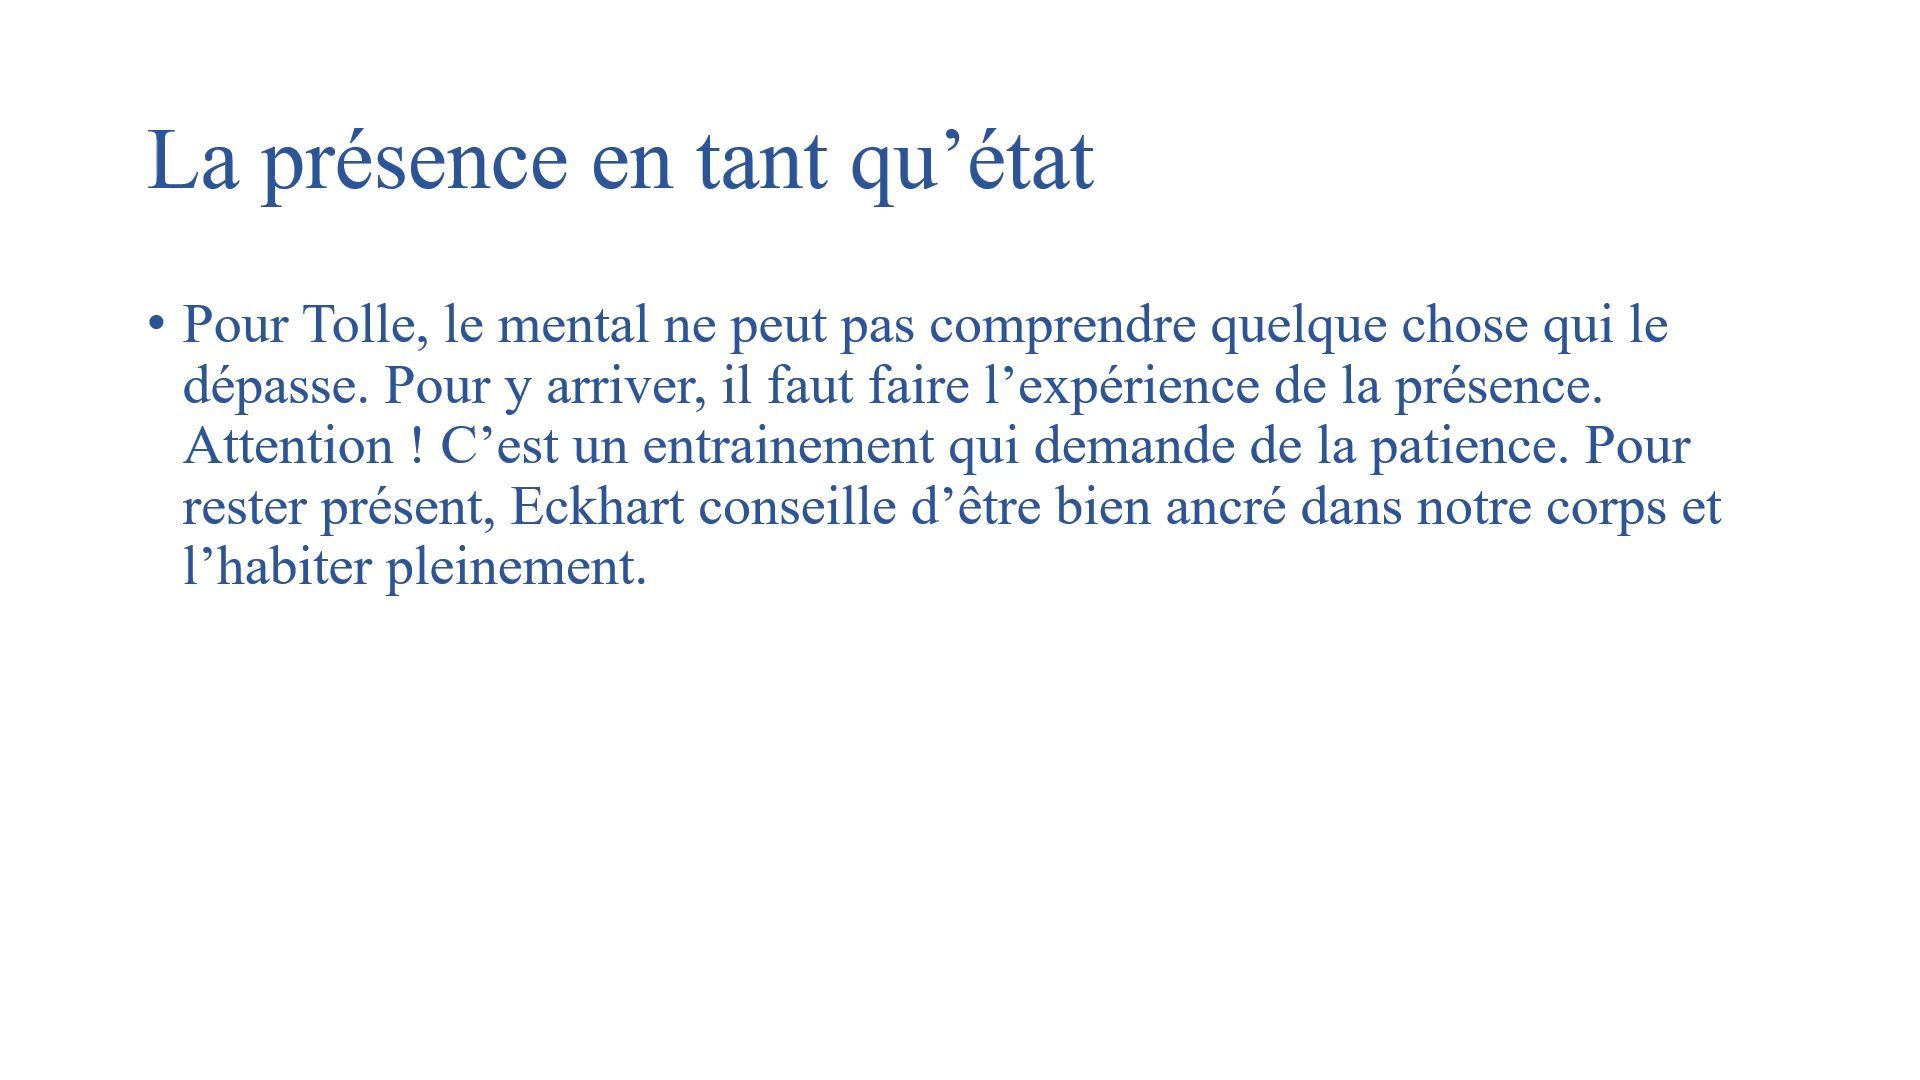 La présence en tant qu’état
• Pour Tolle, le mental ne peut pas comprendre quelque chose qui le
dépasse. Pour y arriver, il faut faire l’expérience de la présence.
Attention ! C’est un entrainement qui demande de la patience. Pour
rester présent, Eckhart conseille d’être bien ancré dans notre corps et
l’habiter pleinement.